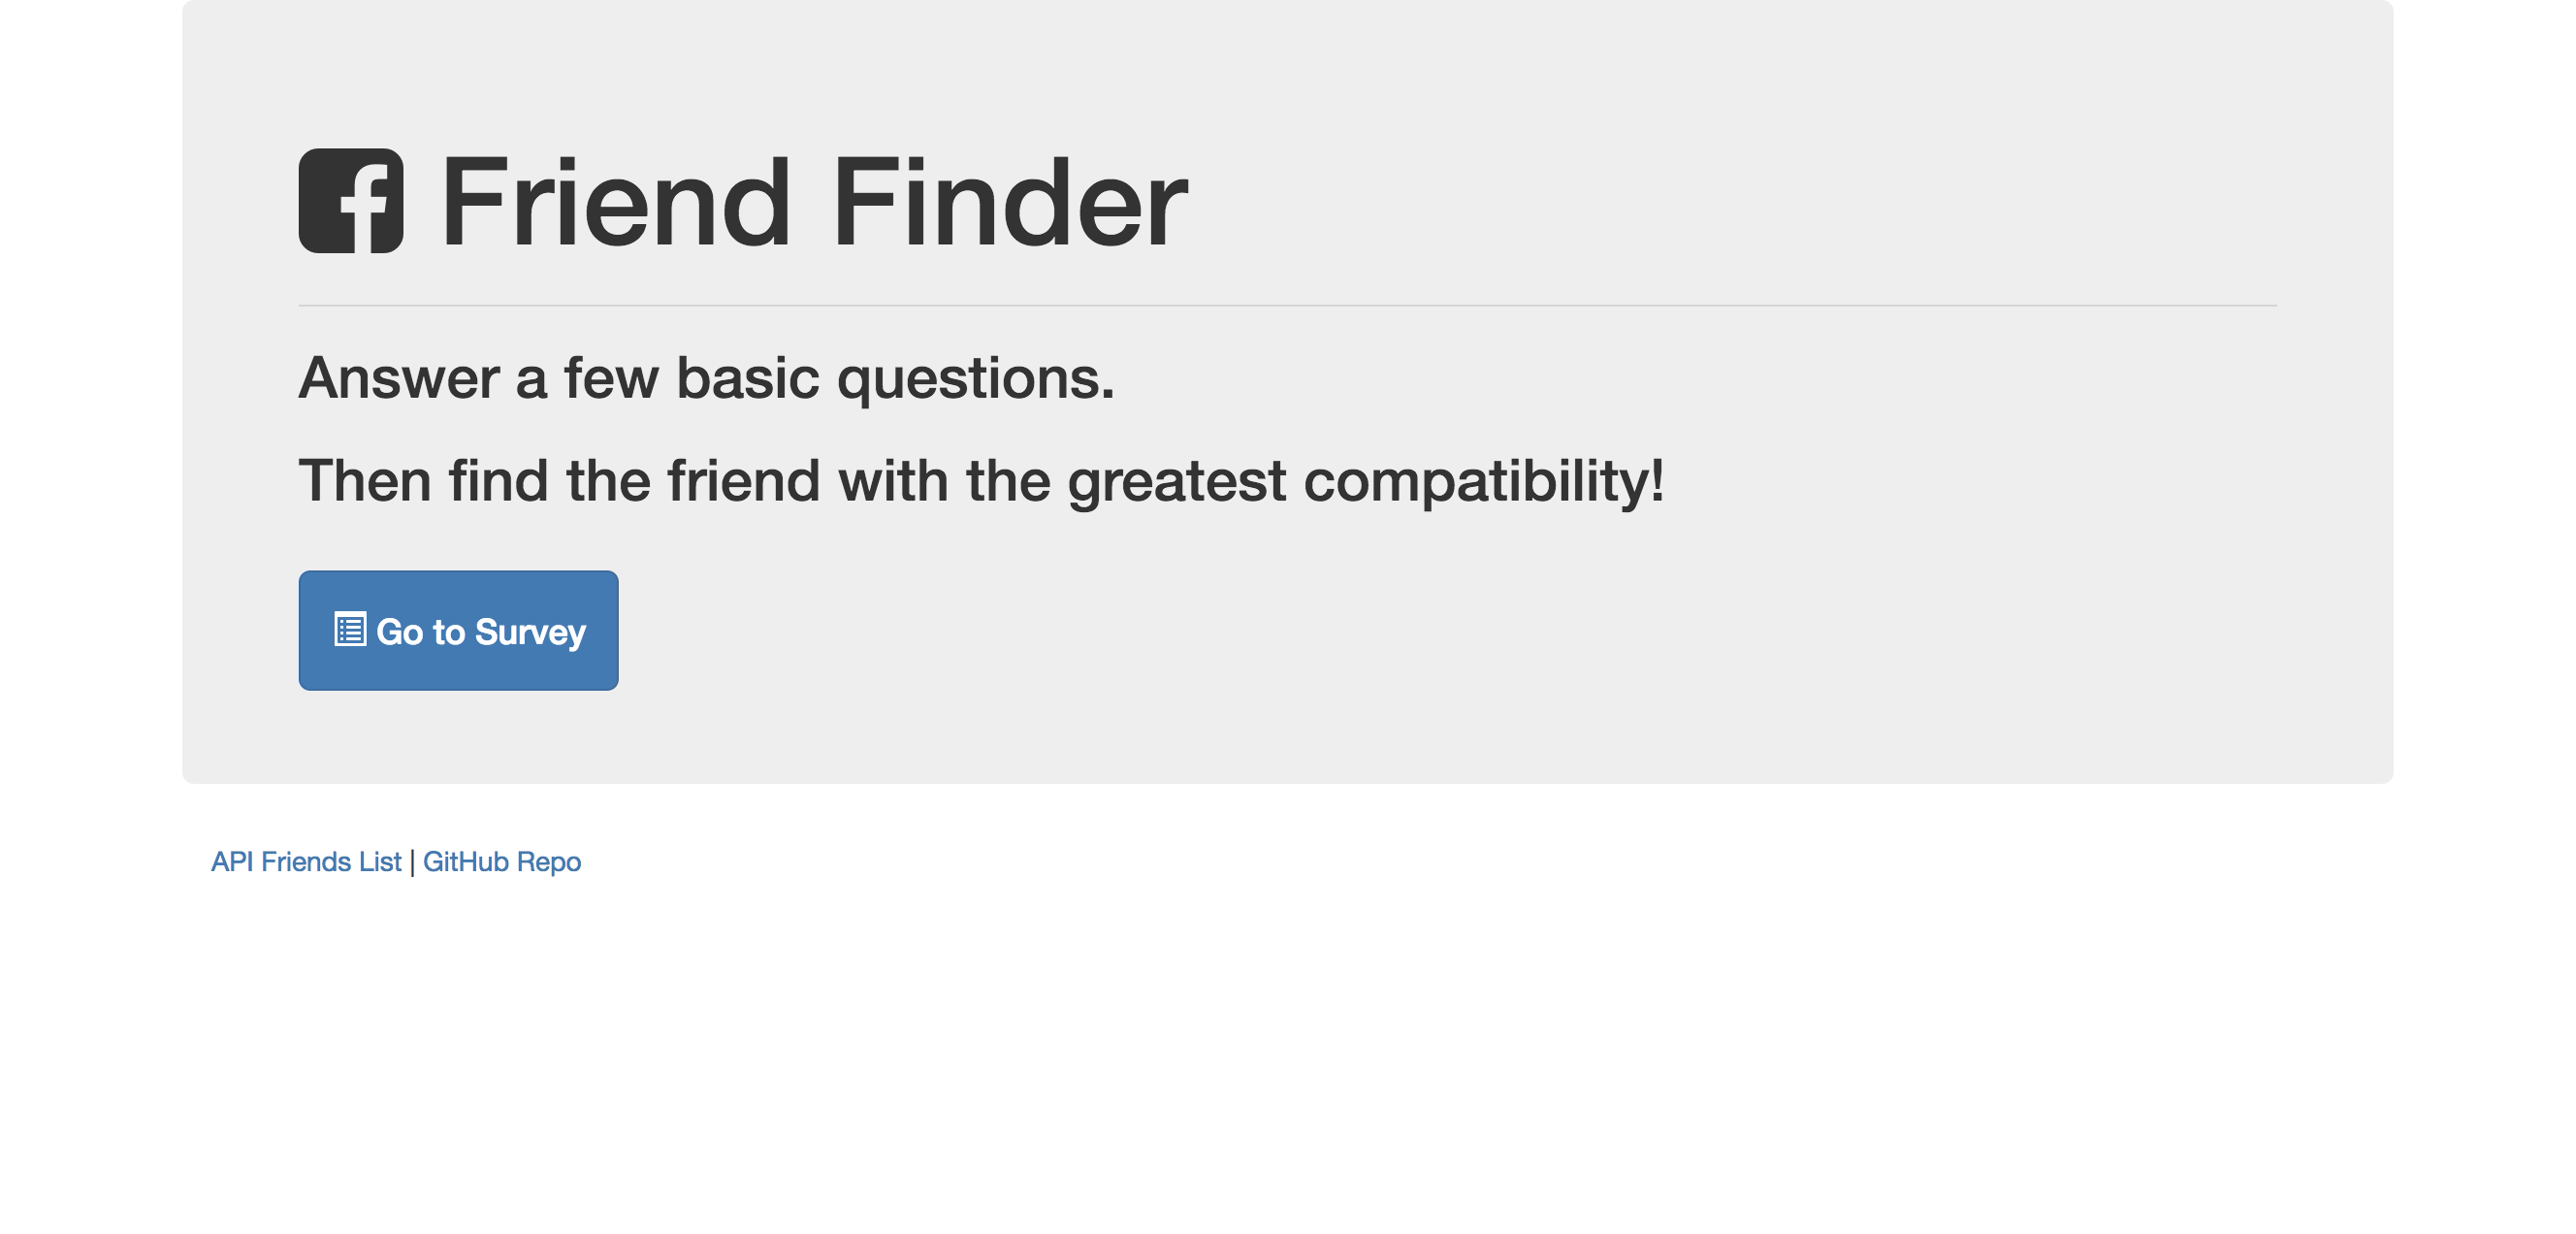 Friend Finder
Answer a few basic questions.
Then find the friend with the greatest compatibility!
Go to Survey
API Friends List | GitHub Repo